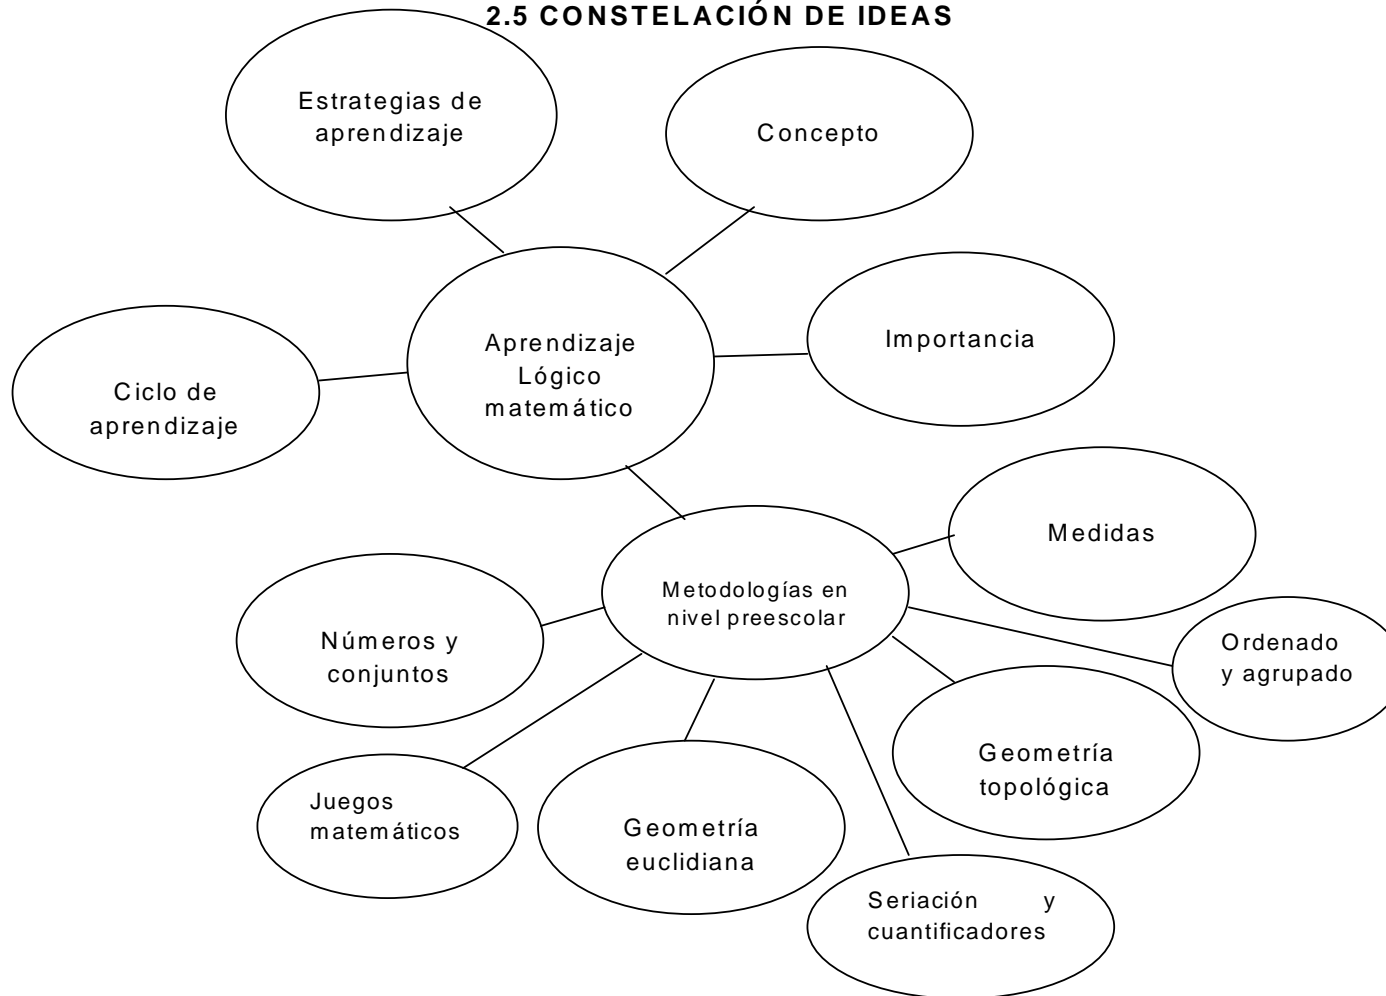 2.5 CONSTELACIÓN DE IDEAS
Estrategias de
aprendizaje
Concepto
Aprendizaje
Lógico
matemático
Importancia
Ciclo de
aprendizaje
Medidas
Metodologías en
nivel preescolar
Números y
conjuntos
Ordenado
y agrupado
Geometría
topológica
Juegos
matemáticos
Geometría
euclidiana
Seriación y
cuantificadores